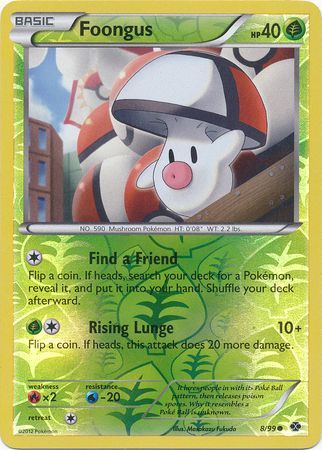 BASIC
Foongus HP40
NO. 590 Mushroom Pokémon HT: 0'08" WT: 2.2 lbs.
Find a Friend
Flip a coin. If heads, search your deck for a Pokémon,
reveal it, and put it into your hand. Shuffle your deck
afterward.
Rising Lunge 10+
Flip a coin. If heads, this attack does 20 more damage.
weakness resistance
×2 -20
retreat
It lures people in with its Poké Ball
pattern, then releases poison
spores. Why it resembles a
Poké Ball is unknown.
©2012 Pokémon
Illus. Masakazu Fukuda
8/99